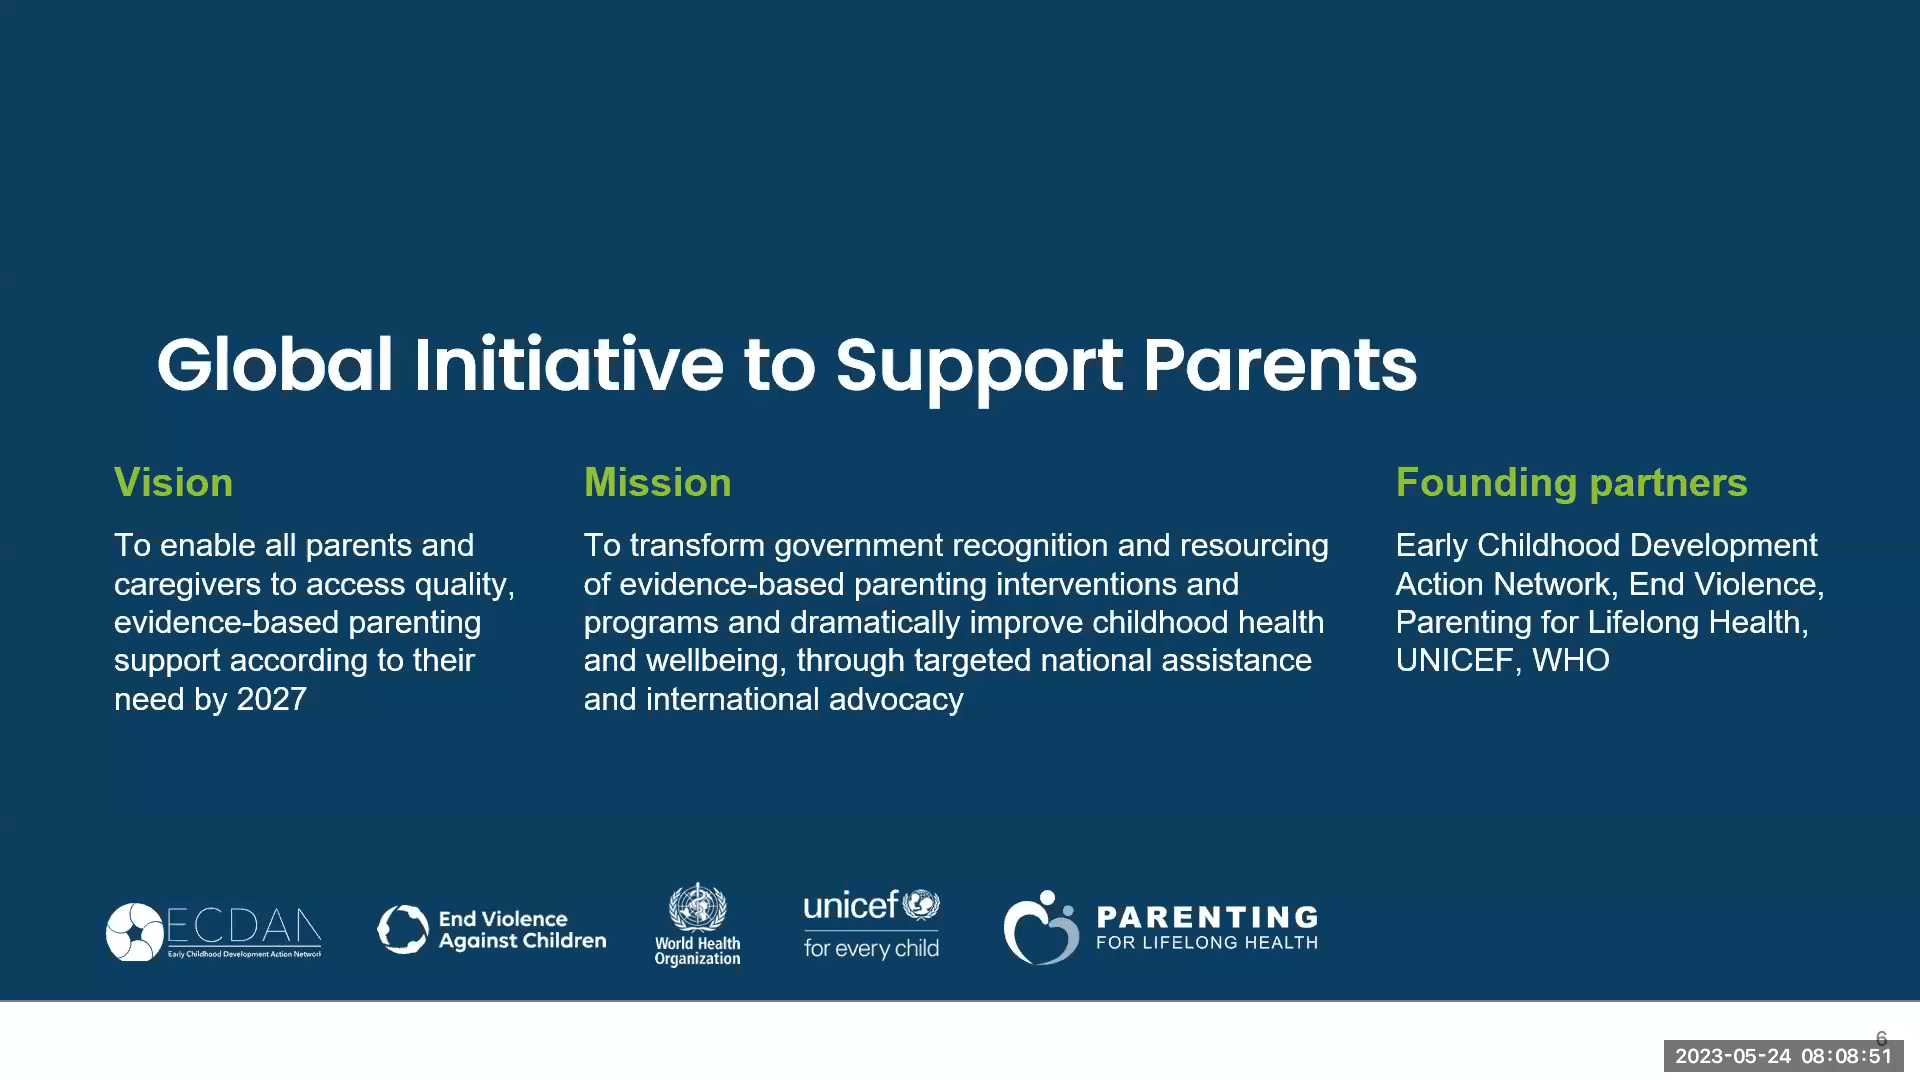 Global Initiative to Support Parents
Vision
To enable all parents and
caregivers to access quality,
evidence-based parenting
support according to their
need by 2027
Mission
To transform government recognition and resourcing
of evidence-based parenting interventions and
programs and dramatically improve childhood health
and wellbeing, through targeted national assistance
and international advocacy
Founding partners
Early Childhood Development
Action Network, End Violence,
Parenting for Lifelong Health,
UNICEF, WHO
ECDAN
Early Childhood Development Action Network
End Violence
Against Children
World Health
Organization
unicef
for every child
PARENTING
FOR LIFELONG HEALTH
6
2023-05-24 08:08:51